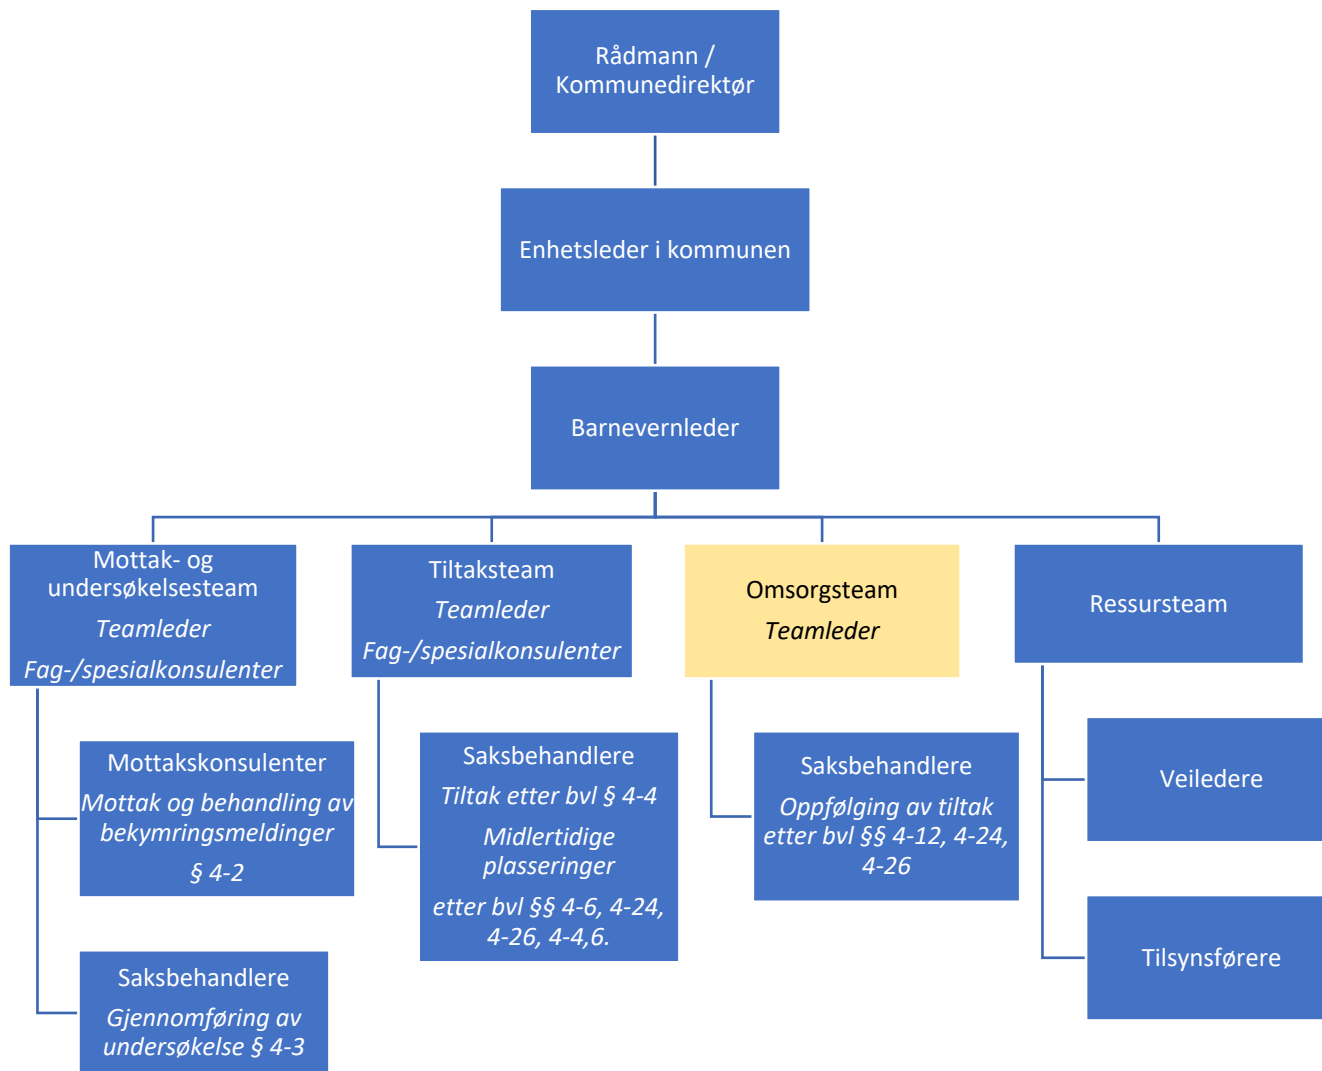 Rådmann /
Kommunedirektør
Enhetsleder i kommunen
Barnevernleder
Mottak- og
undersøkelsesteam
Teamleder
Fag-/spesialkonsulenter
Tiltaksteam
Teamleder
Fag-/spesialkonsulenter
Omsorgsteam
Teamleder
Ressursteam
Mottakskonsulenter
Mottak og behandling av
bekymringsmeldinger
§ 4-2
Saksbehandlere
Gjennomføring av
undersøkelse § 4-3
Saksbehandlere
Tiltak etter bvl § 4-4
Midlertidige
plasseringer
etter bvl §§ 4-6, 4-24,
4-26, 4-4,6.
Saksbehandlere
Oppfølging av tiltak
etter bvl §§ 4-12, 4-24,
4-26
Veiledere
Tilsynsførere